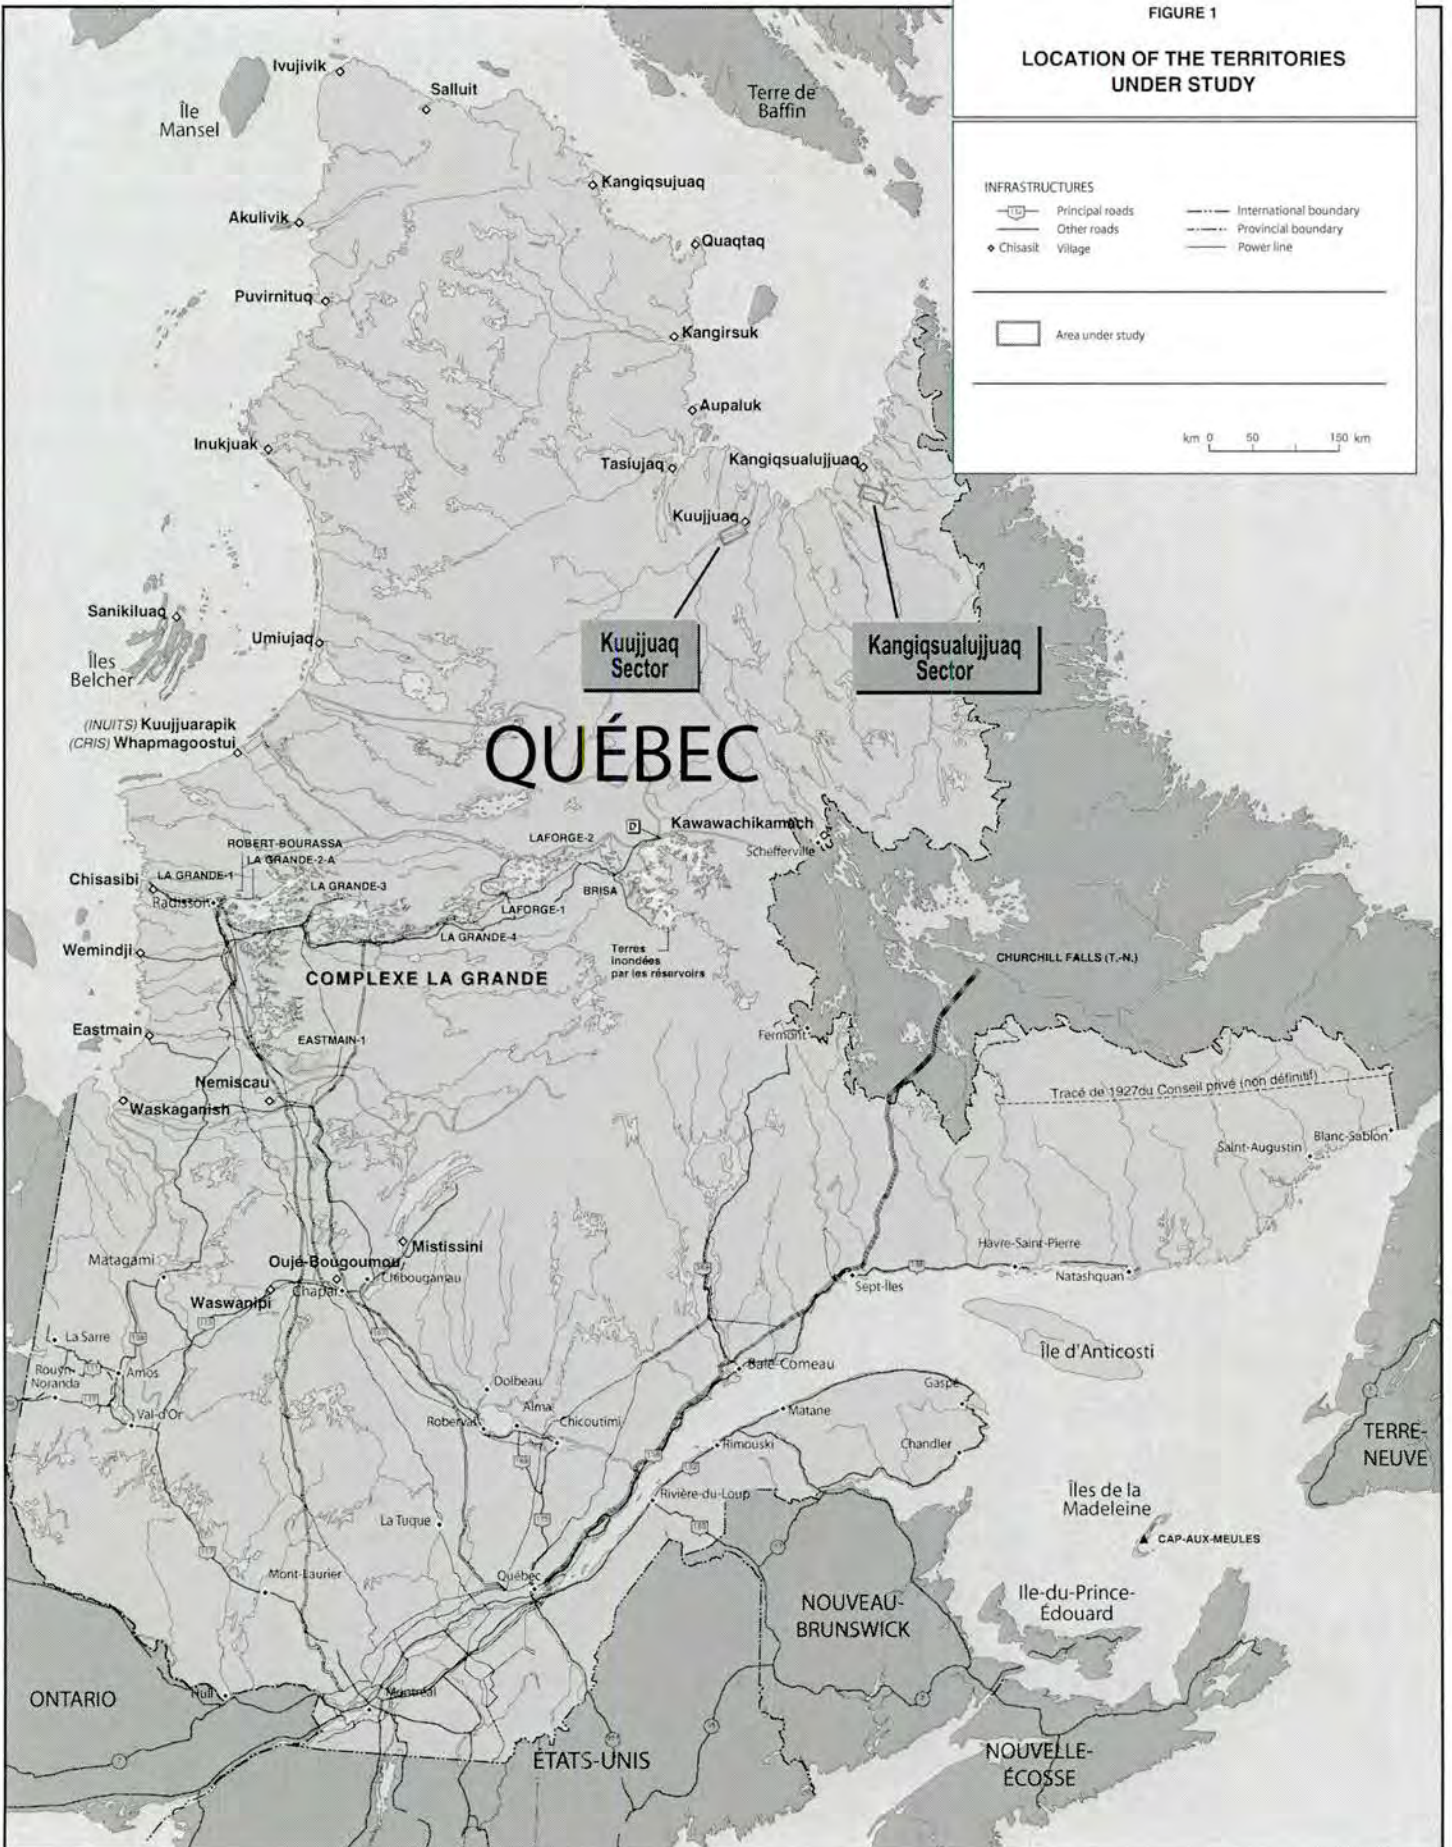 FIGURE 1
LOCATION OF THE TERRITORIES
UNDER STUDY
INFRASTRUCTURES
Principal roads
Other roads
Chisasit Village
International boundary
Provincial boundary
Power line
Area under study
km 0 50 150 km
Ivujivik
Salluit
Île
Mansel
Terre de
Baffin
Kangiqsujuaq
Akulivik
Quaqtaq
Puvirnituq
Kangirsuk
Aupaluk
Inukjuak
Tasiujaq
Kangiqsualujjuaq
Kuujjuaq
Sanikiluaq
Umiujaq
Îles
Belcher
Kuujjuaq
Sector
Kangiqsualujjuaq
Sector
(INUITS) Kuujjuarapik
(CRIS) Whapmagoostui
QUÉBEC
LAFORGE-2
D
Kawawachikamach
Schefferville
ROBERT-BOURASSA
LA GRANDE-2-A
Chisasibi
LA GRANDE-1
LA GRANDE-3
Radisson
BRISA
LAFORGE-1
LA GRANDE-4
Wemindji
Terres
inondées
par les réservoirs
COMPLEXE LA GRANDE
CHURCHILL FALLS (T.-N.)
Eastmain
EASTMAIN-1
Fermont
Nemiscau
Waskaganish
Tracé de 1927du Conseil privé (non définitif)
Saint-Augustin
Blanc-Sablon
Mistissini
Matagami
Oujé-Bougoumou
Chibougamau
Chapais
Waswanipi
Havre-Saint-Pierre
Natashquan
Sept-Îles
113
La Sarre
Rouyn-
Noranda
Amos
Val-d'Or
Île d'Anticosti
Baie-Comeau
Dolbeau
Alma
Roberval
Chicoutimi
Gaspé
Matane
Rimouski
Chandler
TERRE-
NEUVE
Rivière-du-Loup
Îles de la
Madeleine
CAP-AUX-MEULES
La Tuque
Mont-Laurier
Québec
NOUVEAU-
BRUNSWICK
Ile-du-Prince-
Édouard
ONTARIO
Hull
Montréal
ÉTATS-UNIS
NOUVELLE-
ÉCOSSE